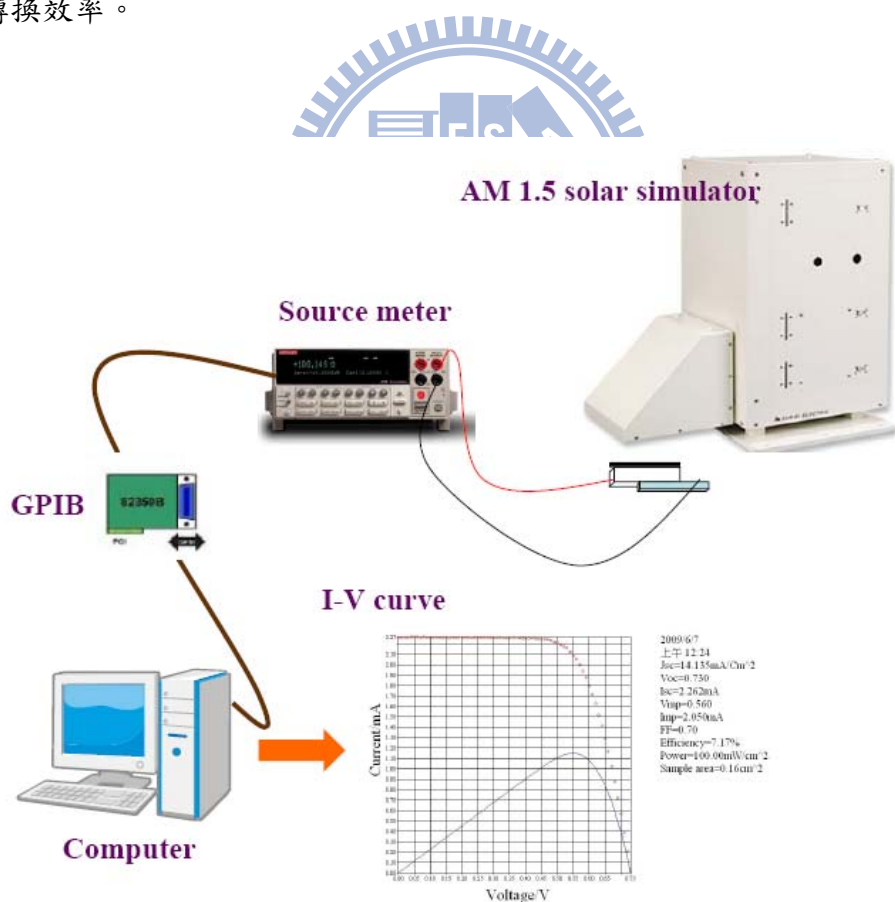 轉換效率。
AM 1.5 solar simulator
Source meter
GPIB
82350B
I-V curve
2009/6/7
上午 12:24
Jsc=14.135mA/Cm^2
Voc=0.730
Isc=2.262mA
Vmp=0.560
Imp=2.050mA
FF=0.70
Efficiency=7.17%
Power=100.00mW/cm^2
Sample area=0.16cm^2
Current/mA
Voltage/V
Computer